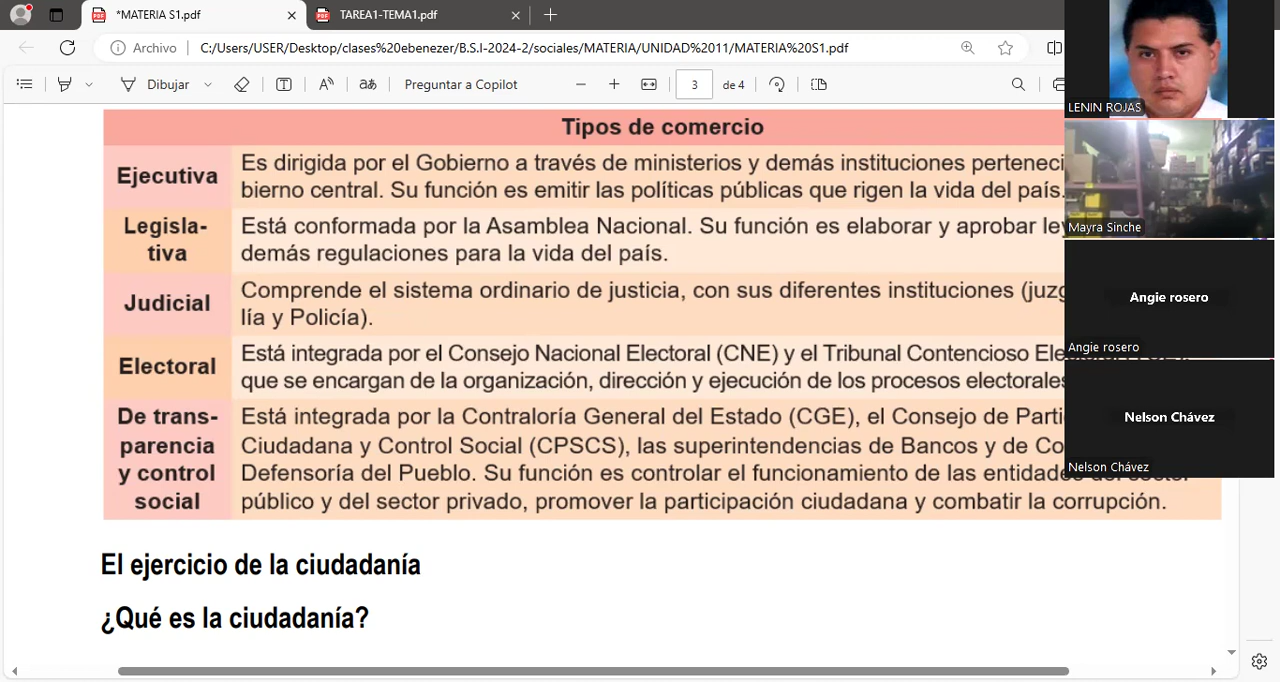 *MATERIA S1.pdf
TAREA1-TEMA1.pdf
Archivo
C:/Users/USER/Desktop/clases%20ebenezer/B.S.I-2024-2/sociales/MATERIA/UNIDAD%2011/MATERIA%20S1.pdf
Dibujar
aあ
Preguntar a Copilot
3
de 4
Tipos de comercio
Ejecutiva
Es dirigida por el Gobierno a través de ministerios y demás instituciones
bierno central. Su función es emitir las políticas públicas que rigen la vida del país.
Legisla-
tiva
Está conformada por la Asamblea Nacional. Su función es elaborar y aprobar
demás regulaciones para la vida del país.
Judicial
Comprende el sistema ordinario de justicia, con sus diferentes instituciones
lía y Policía).
Electoral
Está integrada por el Consejo Nacional Electoral (CNE) y el Tribunal Contencioso
que se encargan de la organización, dirección y ejecución de los procesos
De trans-
parencia
y control
social
Está integrada por la Contraloría General del Estado (CGE), el Consejo de
Ciudadana y Control Social (CPSCS), las superintendencias de Bancos y de
Defensoría del Pueblo. Su función es controlar el funcionamiento de las
público y del sector privado, promover la participación ciudadana y combatir la corrupción.
El ejercicio de la ciudadanía
¿Qué es la ciudadanía?
LENIN ROJAS
Mayra Sinche
Angie rosero
Angie rosero
Nelson Chávez
Nelson Chávez